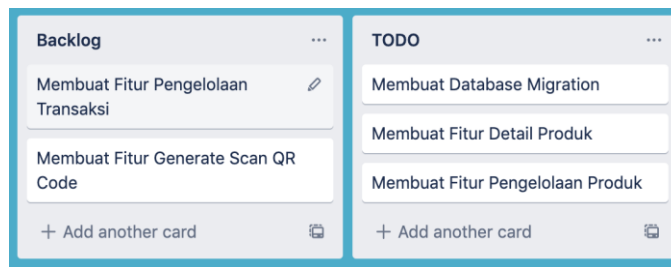 Backlog
Membuat Fitur Pengelolaan
Transaksi
Membuat Fitur Generate Scan QR
Code
+ Add another card
TODO
Membuat Database Migration
Membuat Fitur Detail Produk
Membuat Fitur Pengelolaan Produk
+ Add another card